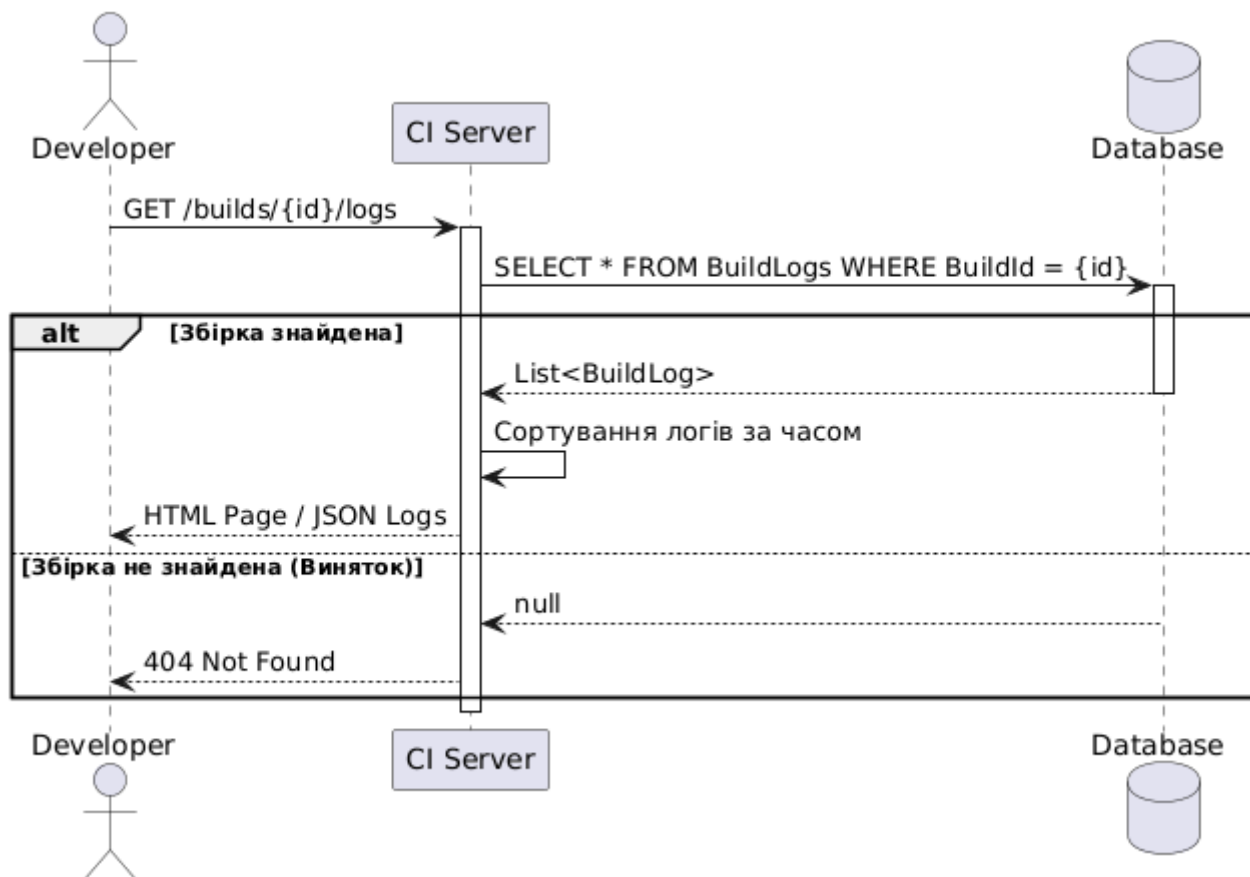 Developer
CI Server
Database
GET /builds/{id}/logs
SELECT * FROM BuildLogs WHERE BuildId = {id}
alt [Збірка знайдена]
List<BuildLog>
Сортування логів за часом
HTML Page / JSON Logs
[Збірка не знайдена (Виняток)]
null
404 Not Found
Developer
CI Server
Database